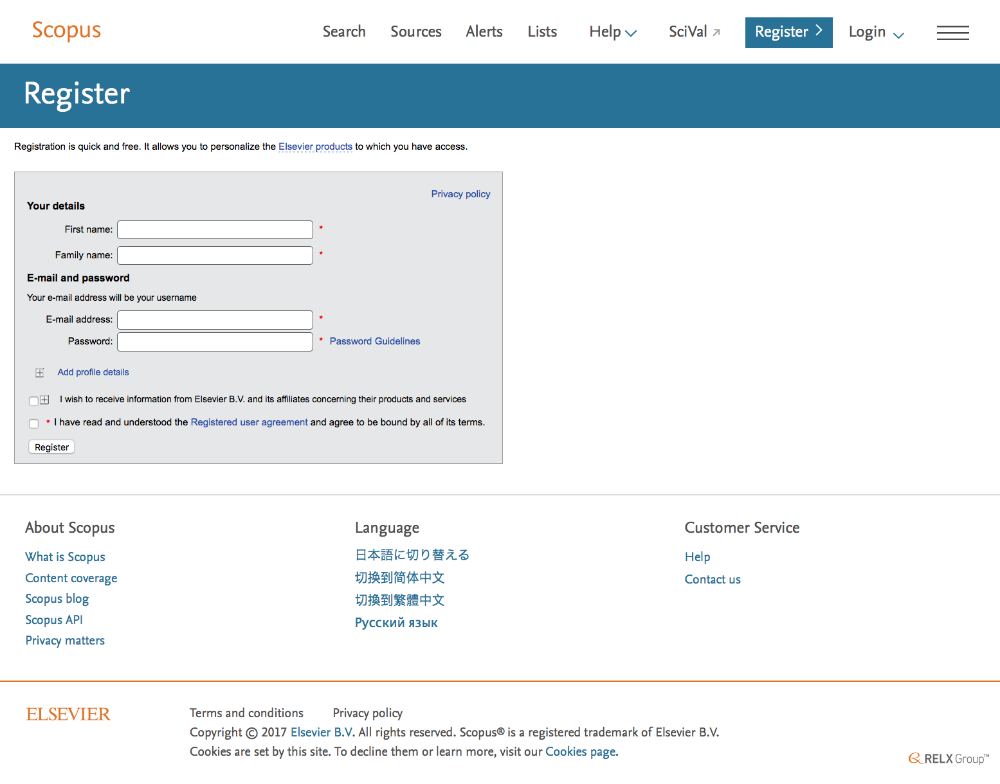 Scopus
Search Sources Alerts Lists Help SciVal Register Login
Register
Registration is quick and free. It allows you to personalize the Elsevier products to which you have access.
Privacy policy
Your details
First name: *
Family name: *
E-mail and password
Your e-mail address will be your username
E-mail address: *
Password: * Password Guidelines
Add profile details
I wish to receive information from Elsevier B.V. and its affiliates concerning their products and services
* I have read and understood the Registered user agreement and agree to be bound by all of its terms.
Register
About Scopus
What is Scopus
Content coverage
Scopus blog
Scopus API
Privacy matters
Language
日本語に切り替える
切换到简体中文
切換到繁體中文
Русский язык
Customer Service
Help
Contact us
ELSEVIER
Terms and conditions Privacy policy
Copyright © 2017 Elsevier B.V. All rights reserved. Scopus® is a registered trademark of Elsevier B.V.
Cookies are set by this site. To decline them or learn more, visit our Cookies page.
RELX Group™